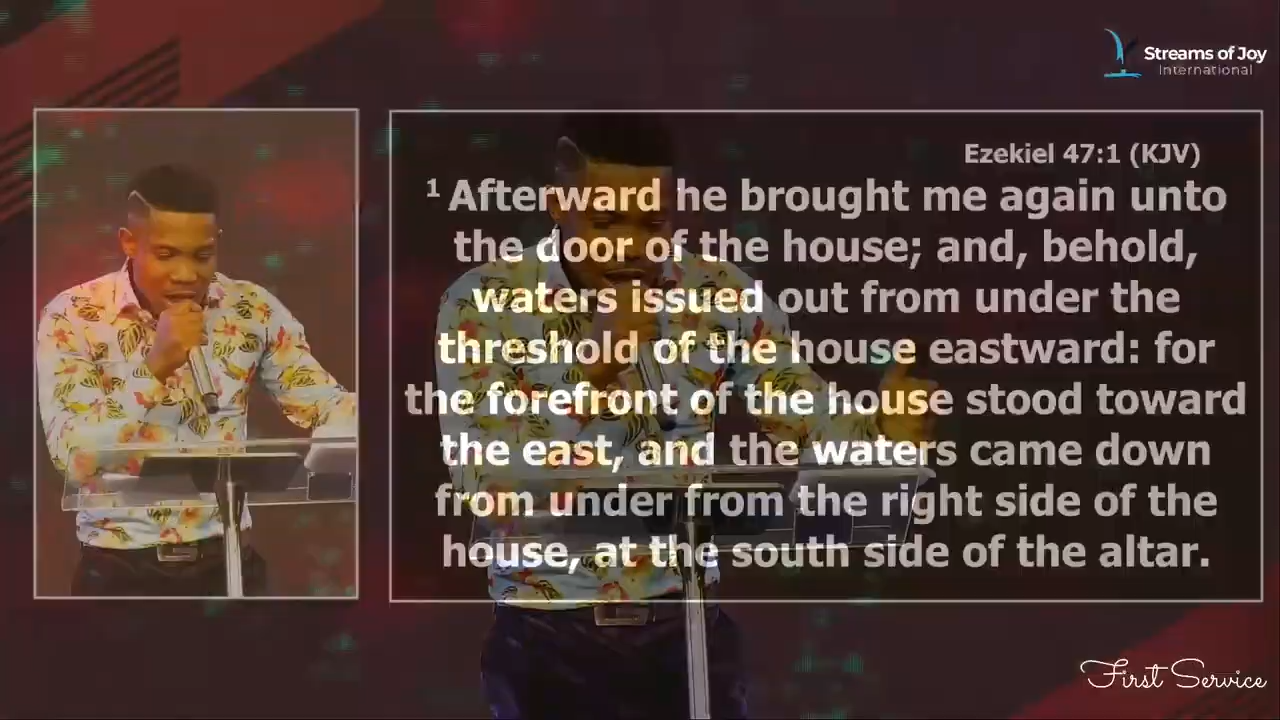 Streams of Joy
International
Ezekiel 47:1 (KJV)
1 Afterward he brought me again unto
the door of the house; and, behold,
waters issued out from under the
threshold of the house eastward: for
the forefront of the house stood toward
the east, and the waters came down
from under from the right side of the
house, at the south side of the altar.
First Service